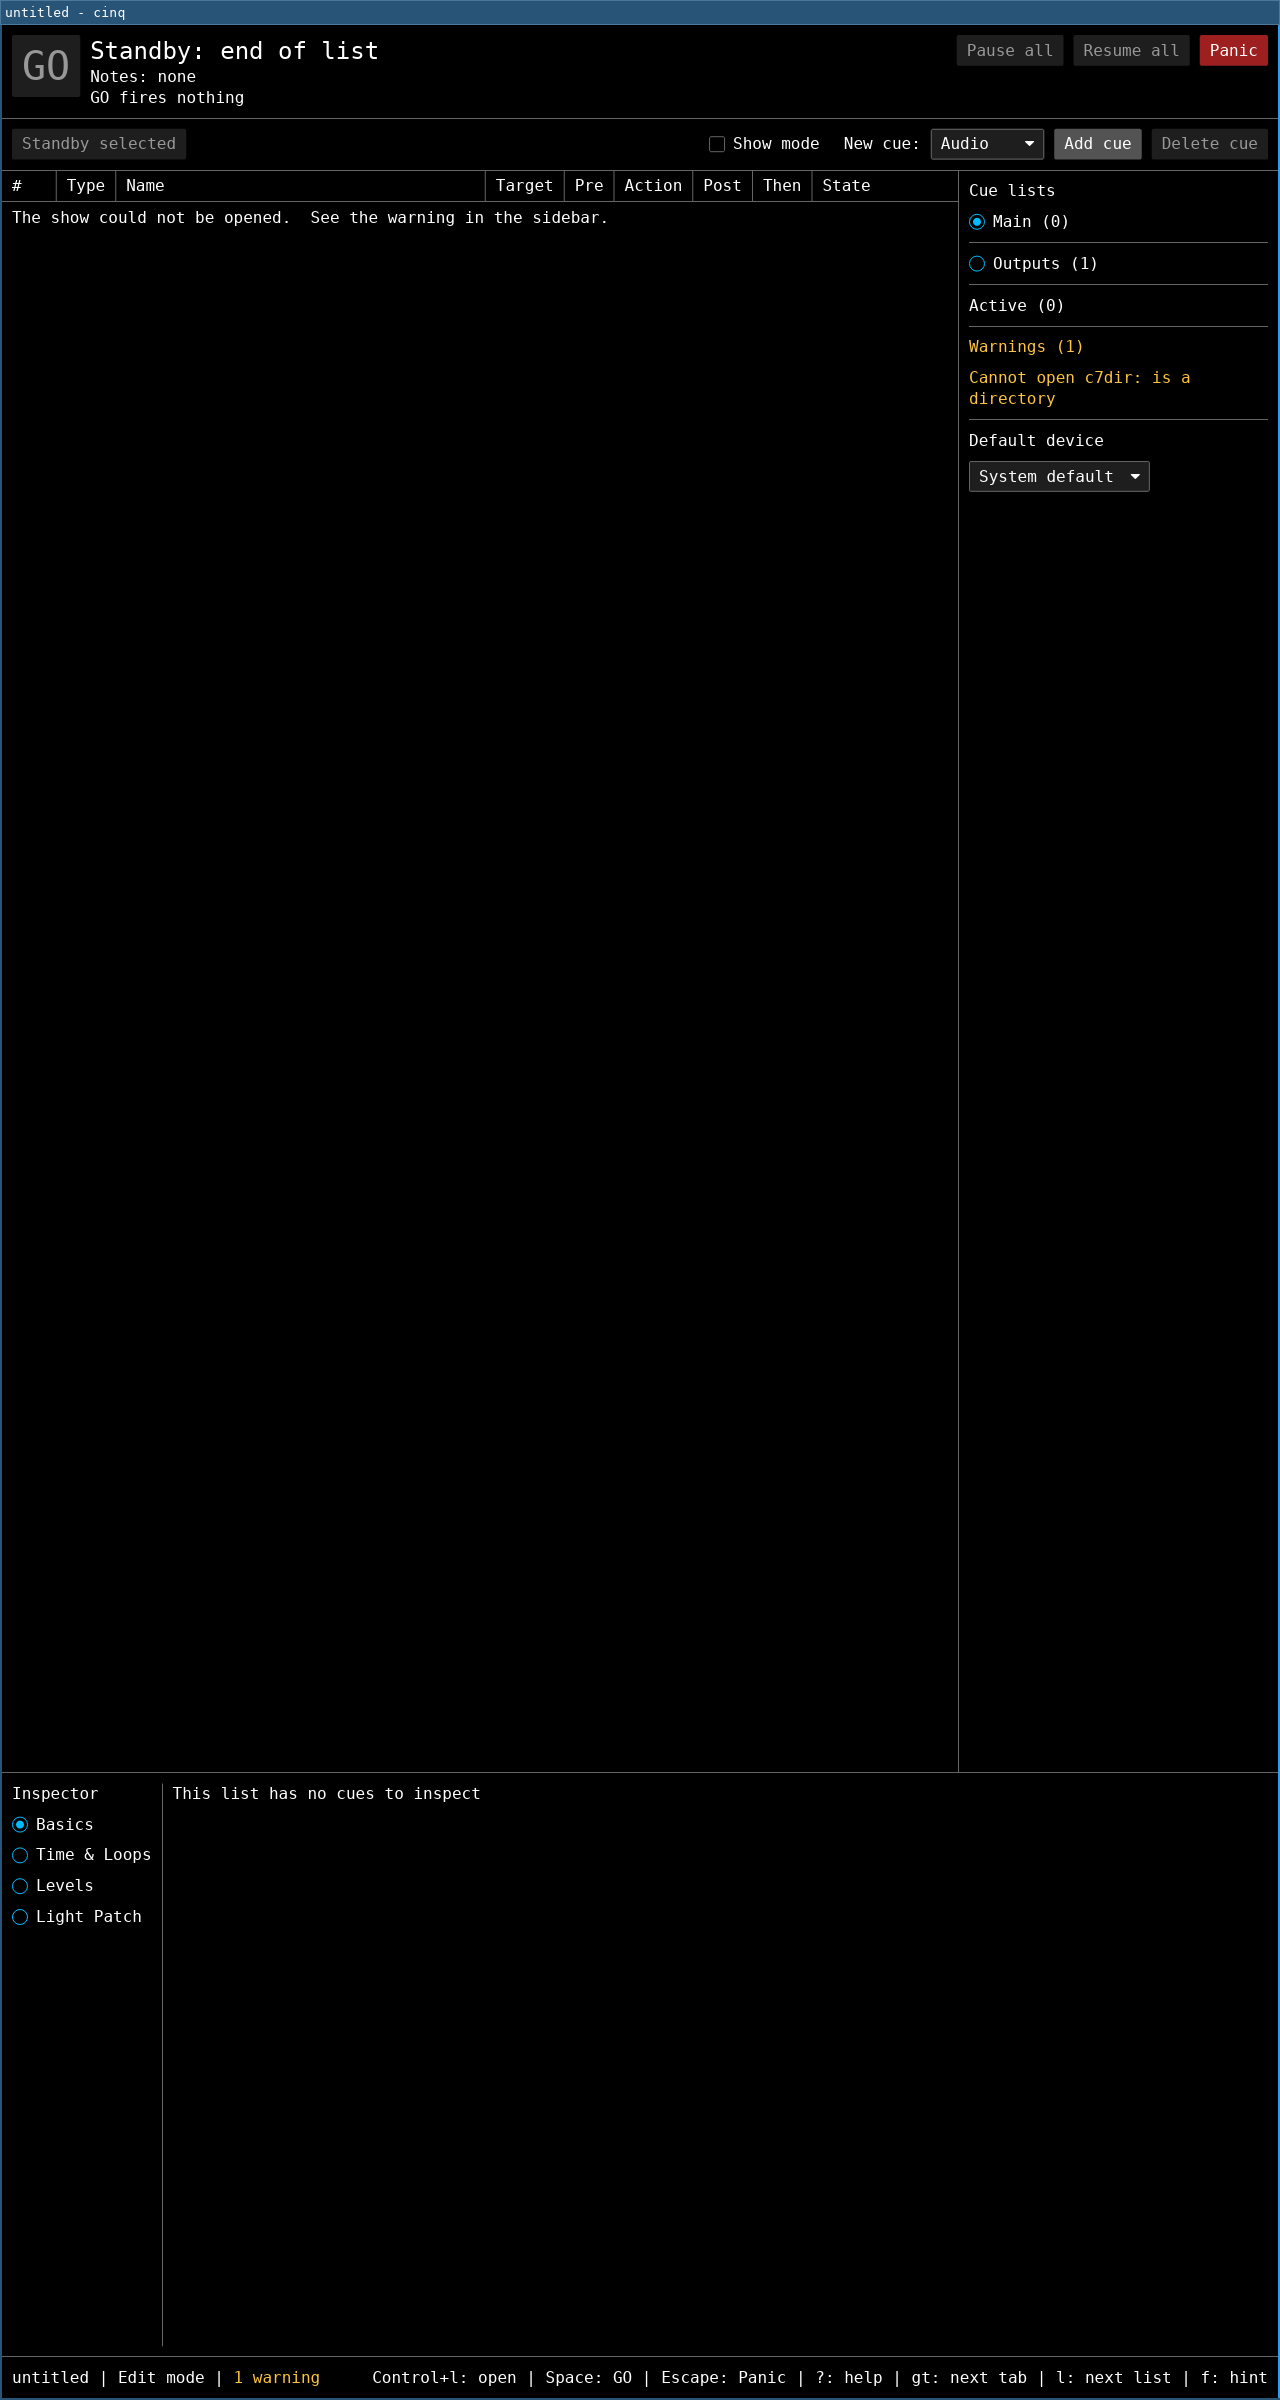 untitled - cinq
GO
Standby: end of list
Notes: none
GO fires nothing
Pause all
Resume all
Panic
Standby selected
Show mode
New cue:
Audio
Add cue
Delete cue
# Type Name Target Pre Action Post Then State
The show could not be opened.  See the warning in the sidebar.
Cue lists
Main (0)
Outputs (1)
Active (0)
Warnings (1)
Cannot open c7dir: is a
directory
Default device
System default
Inspector
Basics
Time & Loops
Levels
Light Patch
This list has no cues to inspect
untitled | Edit mode | 1 warning
Control+l: open | Space: GO | Escape: Panic | ?: help | gt: next tab | l: next list | f: hint